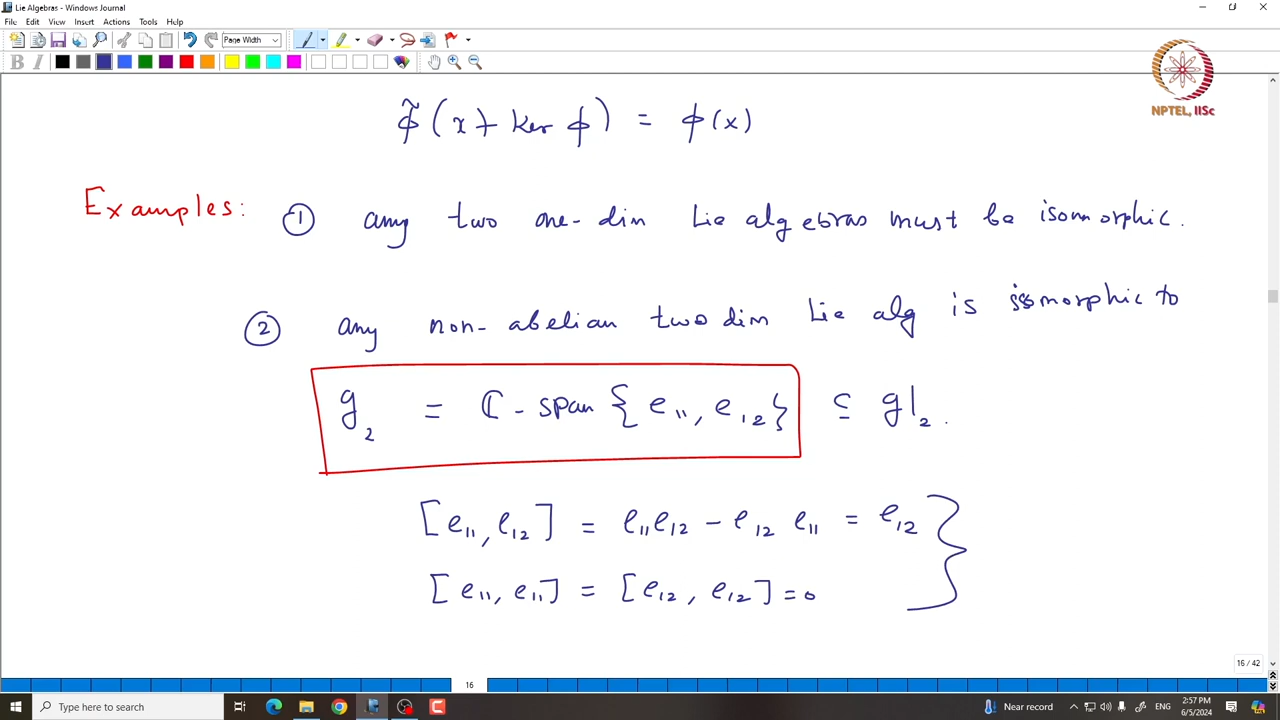 Lie Algebras - Windows Journal
File Edit View Insert Actions Tools Help
Page Width
B I
NPTEL, IISc
φ̃ (x + ker φ) = φ(x)
Examples: ① any two one-dim Lie algebras must be isomorphic.
② any non-abelian two dim Lie alg is isomorphic to
g₂ = ℂ-span {e₁₁, e₁₂} ⊆ gl₂.
[e₁₁, e₁₂] = e₁₁e₁₂ - e₁₂ e₁₁ = e₁₂
[e₁₁, e₁₁] = [e₁₂, e₁₂] = 0
16 / 42
16
Type here to search
Near record
ENG
2:57 PM
6/5/2024